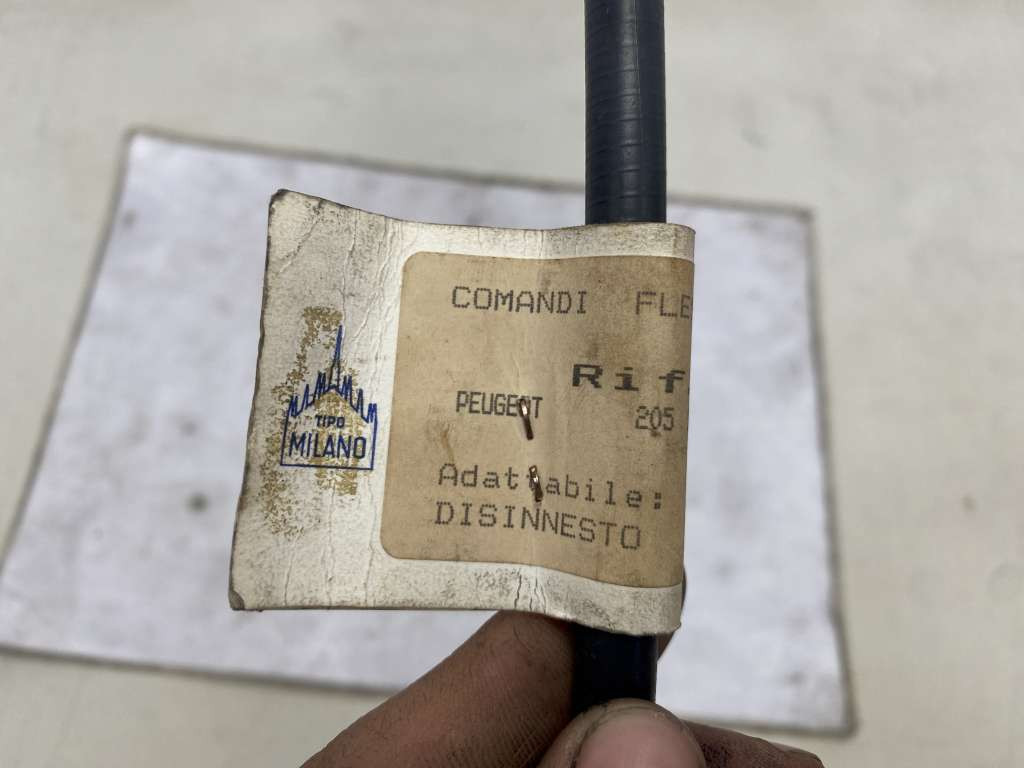 COMANDI FLE
Rif.
PEUGEOT 205
Adattabile:
DISINNESTO
TIPO
MILANO